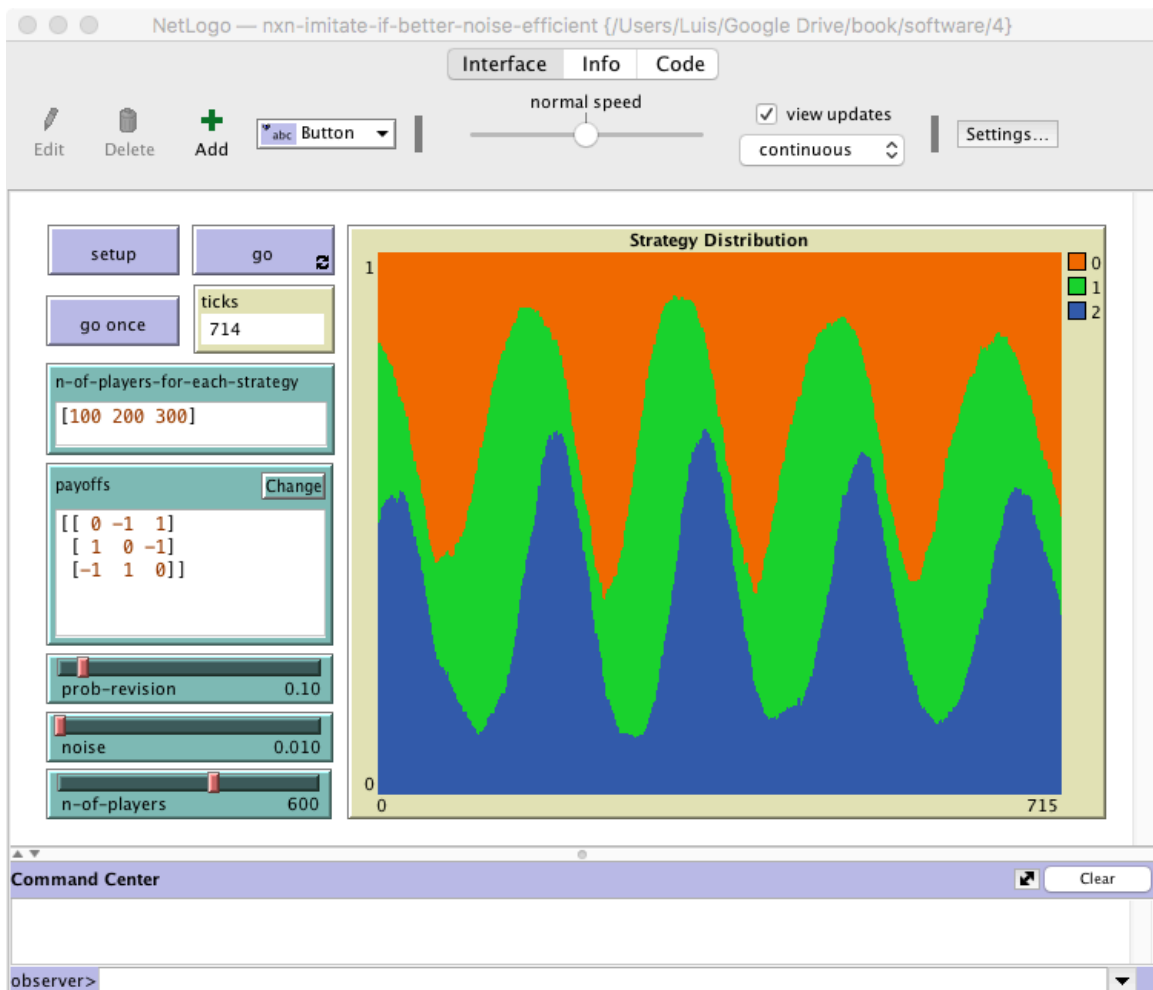 NetLogo — nxn-imitate-if-better-noise-efficient {/Users/Luis/Google Drive/book/software/4}
Interface Info Code
Edit Delete Add abc Button normal speed view updates continuous Settings...
setup go
go once
ticks
714
n-of-players-for-each-strategy
[100 200 300]
payoffs Change
[[ 0 -1 1]
[ 1 0 -1]
[-1 1 0]]
prob-revision 0.10
noise 0.010
n-of-players 600
Strategy Distribution
1
0
0 715
0
1
2
Command Center Clear
observer>